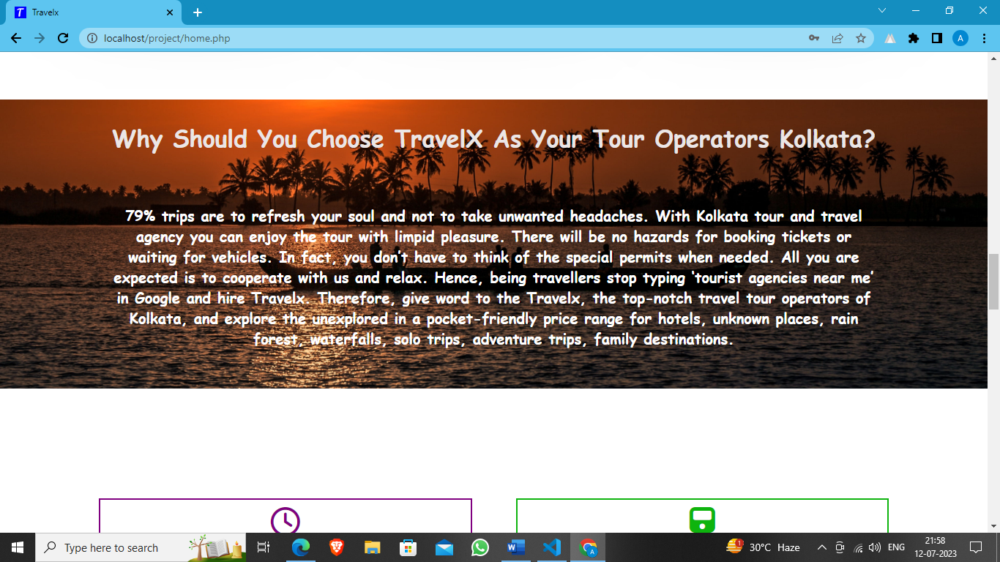 Travelx
localhost/project/home.php
A
Why Should You Choose TravelX As Your Tour Operators Kolkata?
79% trips are to refresh your soul and not to take unwanted headaches. With Kolkata tour and travel
agency you can enjoy the tour with limpid pleasure. There will be no hazards for booking tickets or
waiting for vehicles. In fact, you don't have to think of the special permits when needed. All you are
expected is to cooperate with us and relax. Hence, being travellers stop typing 'tourist agencies near me'
in Google and hire Travelx. Therefore, give word to the Travelx, the top-notch travel tour operators of
Kolkata, and explore the unexplored in a pocket-friendly price range for hotels, unknown places, rain
forest, waterfalls, solo trips, adventure trips, family destinations.
Type here to search
1
30°C Haze
ENG
21:58
12-07-2023